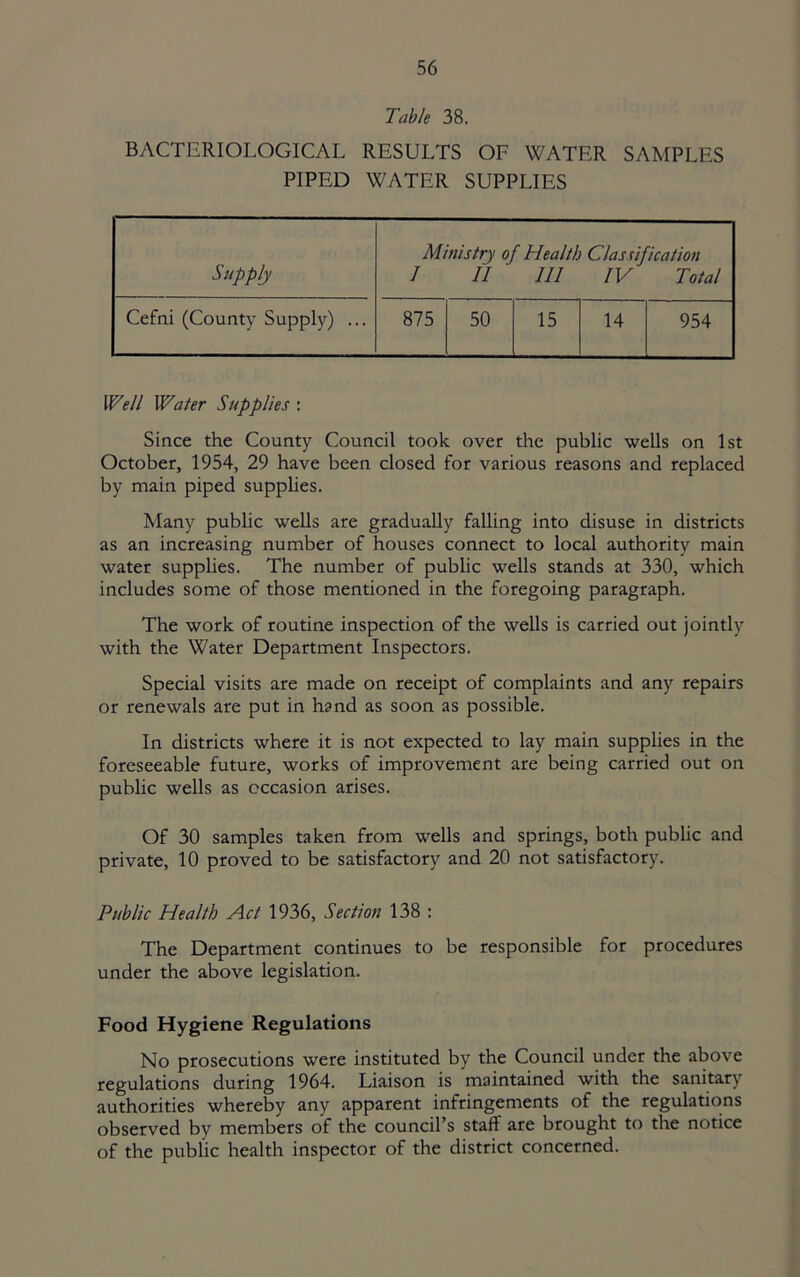 56
Table 38.
BACTERIOLOGICAL RESULTS OF WATER SAMPLES
PIPED WATER SUPPLIES
Supply
Ministry of Health Classification
I II III IV Total
Cefni (County Supply) ... 875 50 15 14 954
Well Water Supplies :
Since the County Council took over the public wells on 1st
October, 1954, 29 have been closed for various reasons and replaced
by main piped supplies.
Many public wells are gradually falling into disuse in districts
as an increasing number of houses connect to local authority main
water supplies. The number of public wells stands at 330, which
includes some of those mentioned in the foregoing paragraph.
The work of routine inspection of the wells is carried out jointly
with the Water Department Inspectors.
Special visits are made on receipt of complaints and any repairs
or renewals are put in hand as soon as possible.
In districts where it is not expected to lay main supplies in the
foreseeable future, works of improvement are being carried out on
public wells as occasion arises.
Of 30 samples taken from wells and springs, both public and
private, 10 proved to be satisfactory and 20 not satisfactory.
Public Health Act 1936, Section 138 :
The Department continues to be responsible for procedures
under the above legislation.
Food Hygiene Regulations
No prosecutions were instituted by the Council under the above
regulations during 1964. Liaison is maintained with the sanitary
authorities whereby any apparent infringements of the regulations
observed by members of the council's staff are brought to the notice
of the public health inspector of the district concerned.